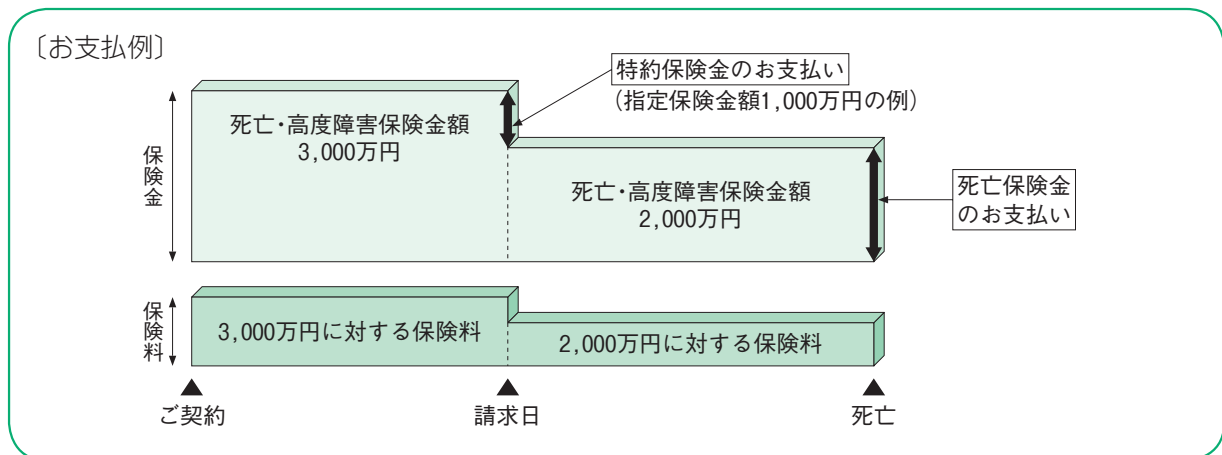 〔お支払例〕
特約保険金のお支払い
（指定保険金額1,000万円の例）
死亡・高度障害保険金額
3,000万円
保険金
死亡・高度障害保険金額
2,000万円
死亡保険金
のお支払い
保険料
3,000万円に対する保険料
2,000万円に対する保険料
ご契約
請求日
死亡